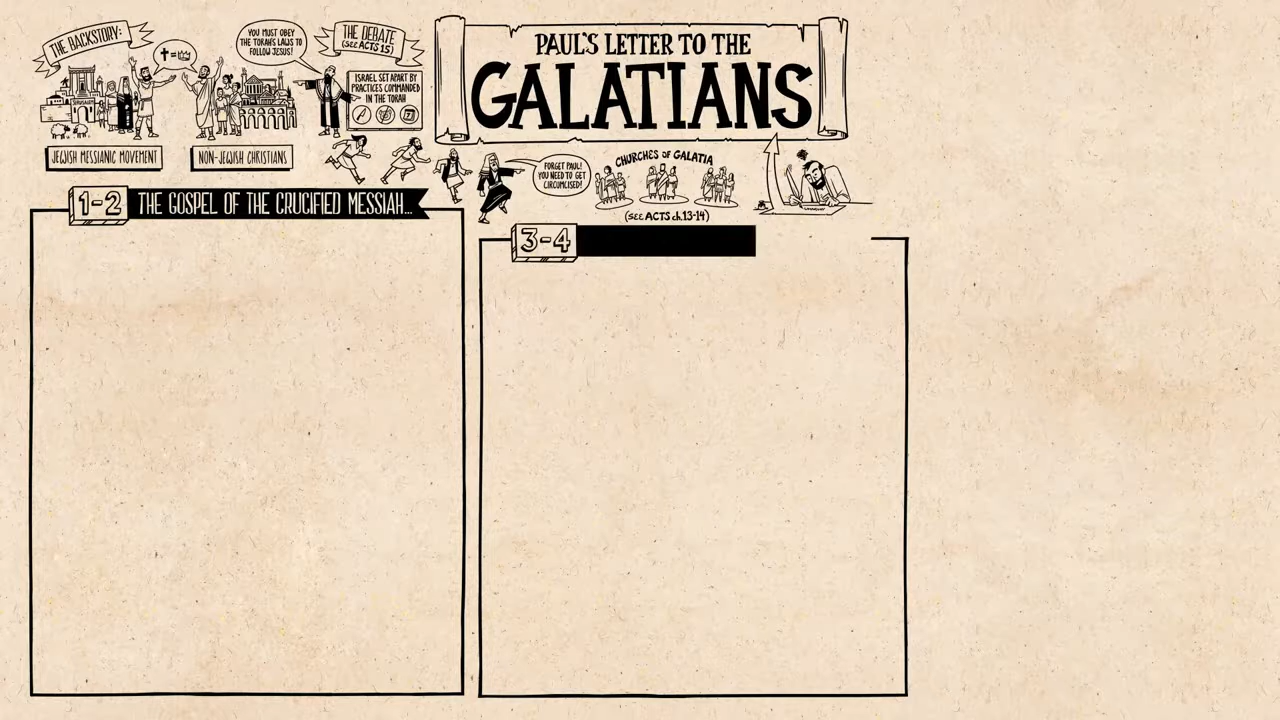 THE BACKSTORY:
✝=👑
JERUSALEM
JEWISH MESSIANIC MOVEMENT
NON-JEWISH CHRISTIANS
YOU MUST OBEY
THE TORAH'S LAWS TO
FOLLOW JESUS!
THE DEBATE
(SEE ACTS 15)
ISRAEL SET APART BY
PRACTICES COMMANDED
IN THE TORAH
PAUL'S LETTER TO THE
GALATIANS
FORGET PAUL!
YOU NEED TO GET
CIRCUMCISED!
CHURCHES OF GALATIA
(SEE ACTS ch.13-14)
1-2 THE GOSPEL OF THE CRUCIFIED MESSIAH...
3-4